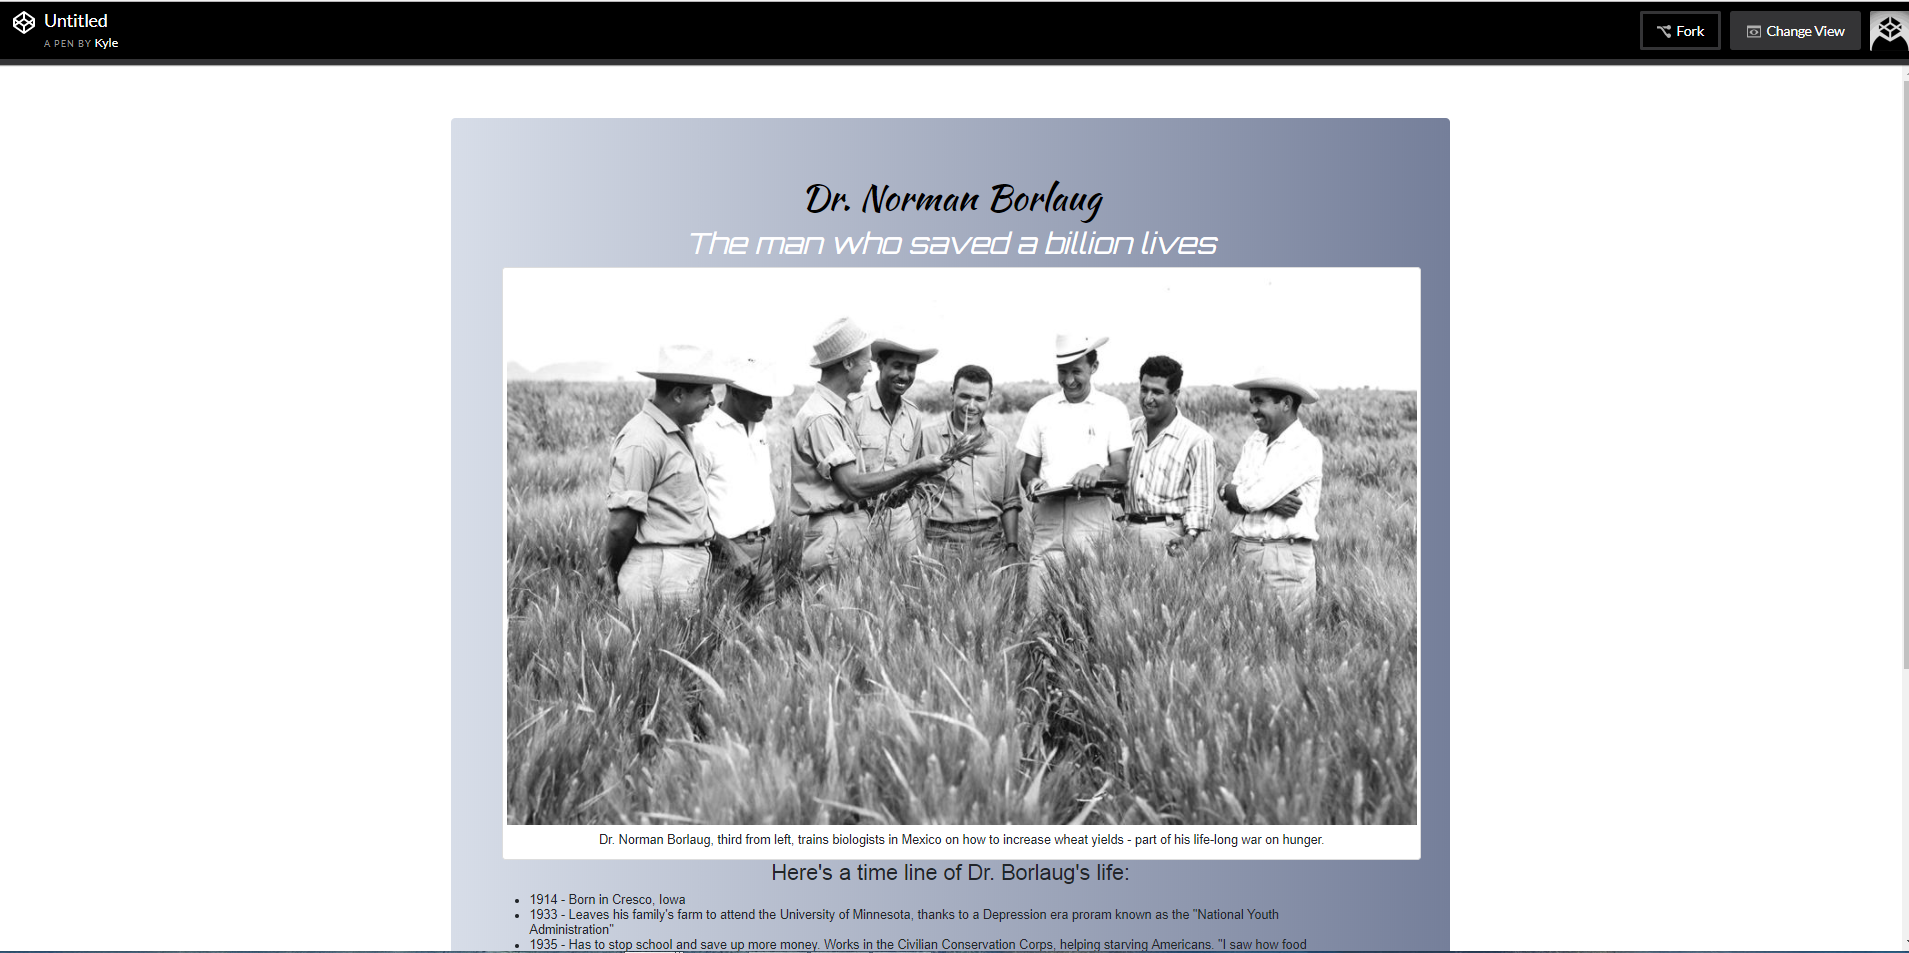 Untitled
A PEN BY Kyle
Fork
Change View
Dr. Norman Borlaug
The man who saved a billion lives
Dr. Norman Borlaug, third from left, trains biologists in Mexico on how to increase wheat yields - part of his life-long war on hunger.
Here's a time line of Dr. Borlaug's life:
1914 - Born in Cresco, Iowa
1933 - Leaves his family's farm to attend the University of Minnesota, thanks to a Depression era proram known as the "National Youth
Administration"
1935 - Has to stop school and save up more money. Works in the Civilian Conservation Corps, helping starving Americans. "I saw how food